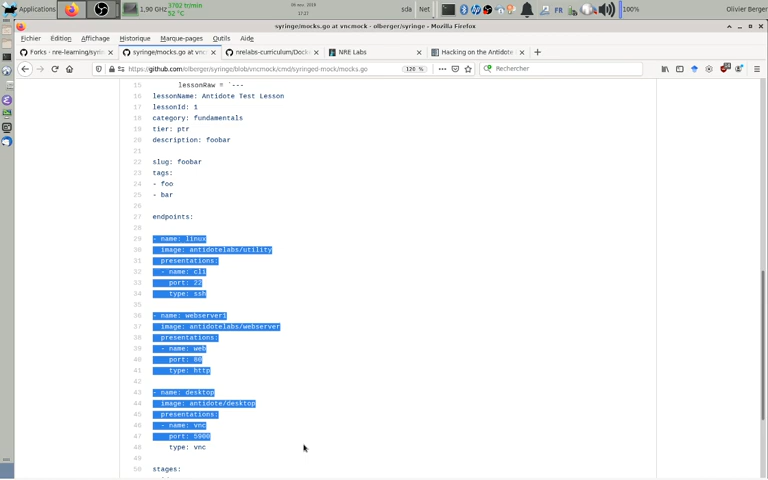 Applications
1,90 GHz
3702 tr/min
52 °C
sda
Net
FR
100%
Olivier Berger
syringe/mocks.go at vncmock · olberger/syringe - Mozilla Firefox
Fichier Edition Affichage Historique Marque-pages Outils Aide
Forks · nre-learning/syri
syringe/mocks.go at vnc
nrelabs-curriculum/Dock
NRE Labs
Hacking on the Antidote
https://github.com/olberger/syringe/blob/vncmock/cmd/syringed-mock/mocks.go
120 %
Rechercher
15 lessonRaw = `---
16 lessonName: Antidote Test Lesson
17 lessonId: 1
18 category: fundamentals
19 tier: ptr
20 description: foobar
21
22 slug: foobar
23 tags:
24 - foo
25 - bar
26
27 endpoints:
28
29 - name: linux
30 image: antidotelabs/utility
31 presentations:
32 - name: cli
33 port: 22
34 type: ssh
35
36 - name: webserver1
37 image: antidotelabs/webserver
38 presentations:
39 - name: web
40 port: 80
41 type: http
42
43 - name: desktop
44 image: antidote/desktop
45 presentations:
46 - name: vnc
47 port: 5900
48 type: vnc
49
50 stages: